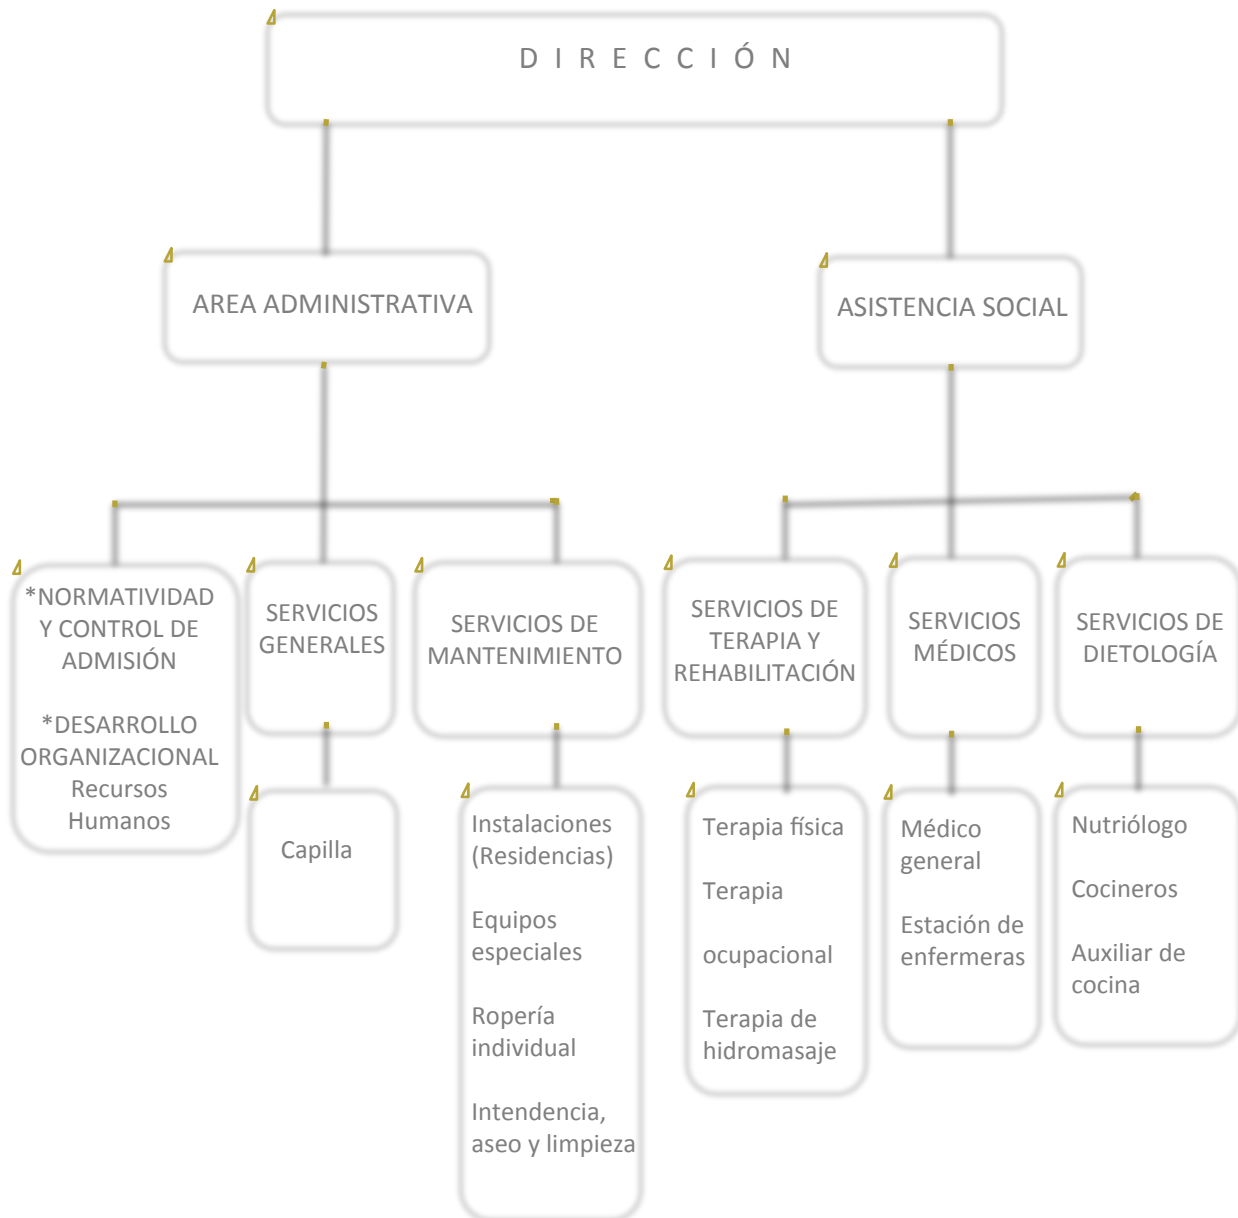 D I R E C C I Ó N
AREA ADMINISTRATIVA
ASISTENCIA SOCIAL
*NORMATIVIDAD
Y CONTROL DE
ADMISIÓN
*DESARROLLO
ORGANIZACIONAL
Recursos
Humanos
SERVICIOS
GENERALES
SERVICIOS DE
MANTENIMIENTO
SERVICIOS DE
TERAPIA Y
REHABILITACIÓN
SERVICIOS
MÉDICOS
SERVICIOS DE
DIETOLOGÍA
Capilla
Instalaciones
(Residencias)
Equipos
especiales
Ropería
individual
Intendencia,
aseo y limpieza
Terapia física
Terapia
ocupacional
Terapia de
hidromasaje
Médico
general
Estación de
enfermeras
Nutriólogo
Cocineros
Auxiliar de
cocina